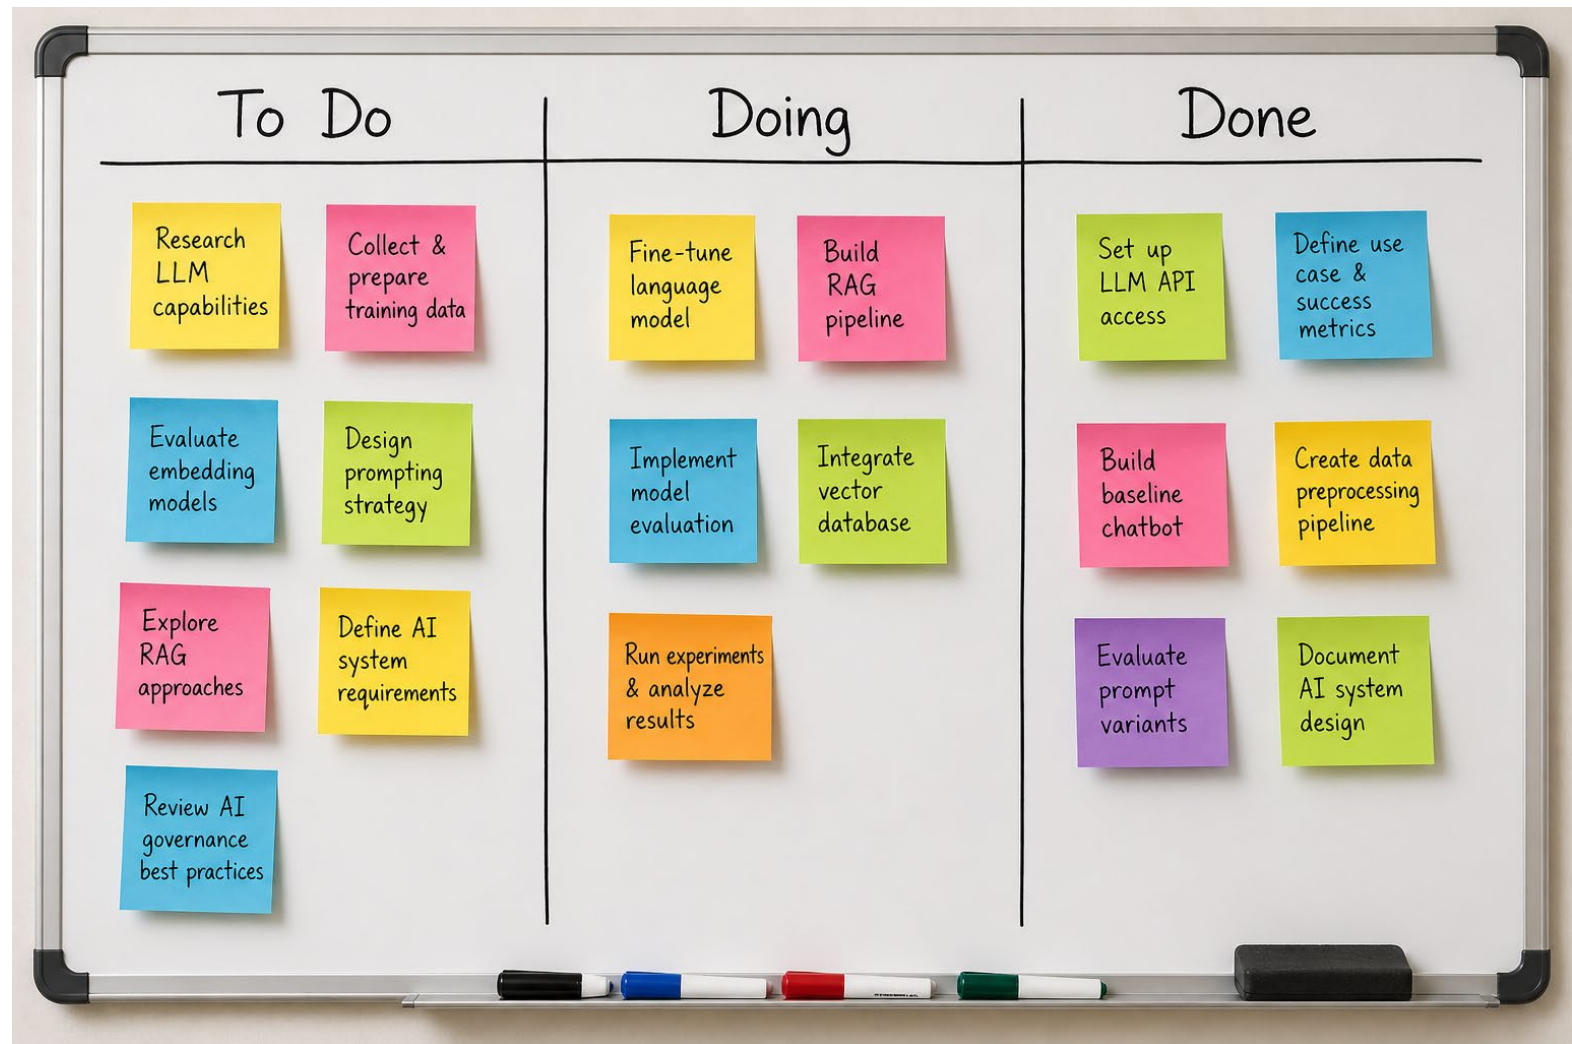 To Do
Doing
Done
Research
LLM
capabilities
Collect &
prepare
training data
Evaluate
embedding
models
Design
prompting
strategy
Explore
RAG
approaches
Define AI
system
requirements
Review AI
governance
best practices
Fine-tune
language
model
Build
RAG
pipeline
Implement
model
evaluation
Integrate
vector
database
Run experiments
& analyze
results
Set up
LLM API
access
Define use
case &
success
metrics
Build
baseline
chatbot
Create data
preprocessing
pipeline
Evaluate
prompt
variants
Document
AI system
design